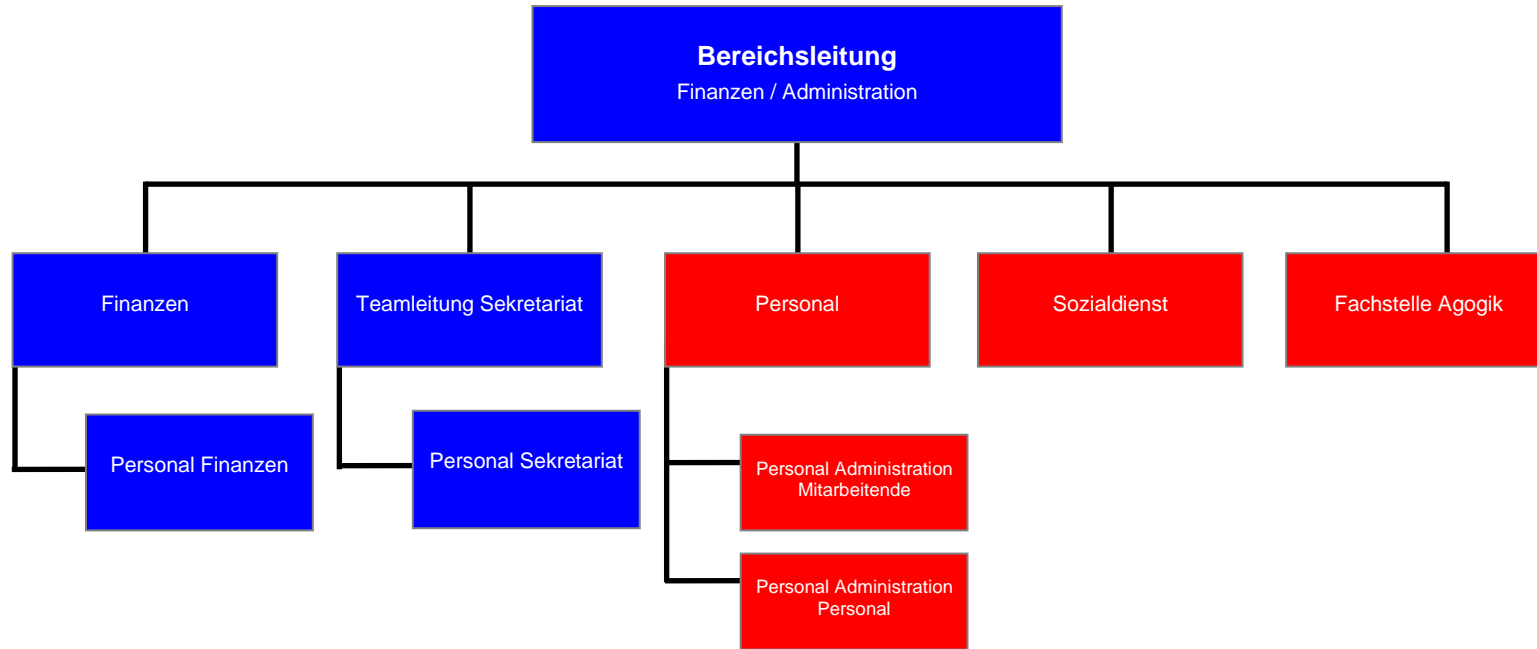 Bereichsleitung
Finanzen / Administration
Finanzen
Teamleitung Sekretariat
Personal
Sozialdienst
Fachstelle Agogik
Personal Finanzen
Personal Sekretariat
Personal Administration
Mitarbeitende
Personal Administration
Personal